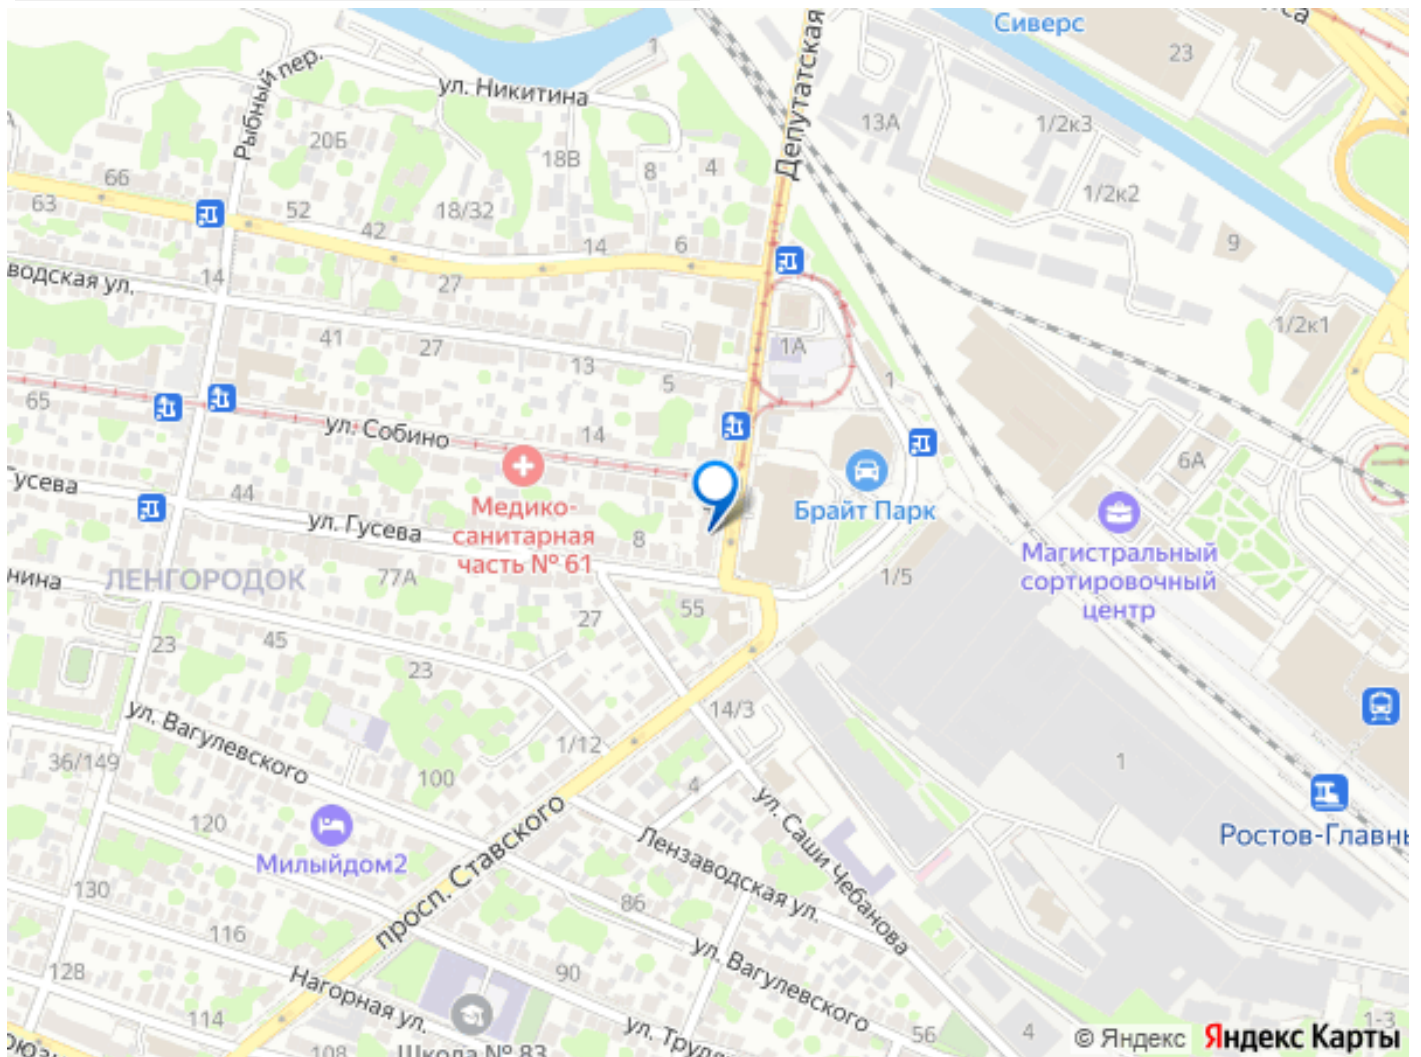 Сиверс
са
23
1
Депутатская
Рыбный пер.
ул. Никитина
20Б
18В
8
4
13А
1/2к3
1/2к2
66
63
52
42
18/32
14
6
9
водская ул.
14
27
1/2к1
41
27
13
5
1А
1
65
ул. Собино
14
6А
Гусева
44
ул. Гусева
Медико-
санитарная
часть № 61
8
Брайт Парк
Магистральный
сортировочный
центр
нина
ЛЕНГОРОДОК
77А
1/5
55
27
23
45
23
ул. Вагулевского
14/3
36/149
1/12
100
4
1
120
Милыйдом2
просп. Ставского
Лензаводская ул.
ул. Саши Чебанова
Ростов-Главны
130
86
116
128
90
ул. Вагулевского
Нагорная ул.
114
108
Школа № 83
ул. Труд
56
4
1-3
© Яндекс Яндекс Карты